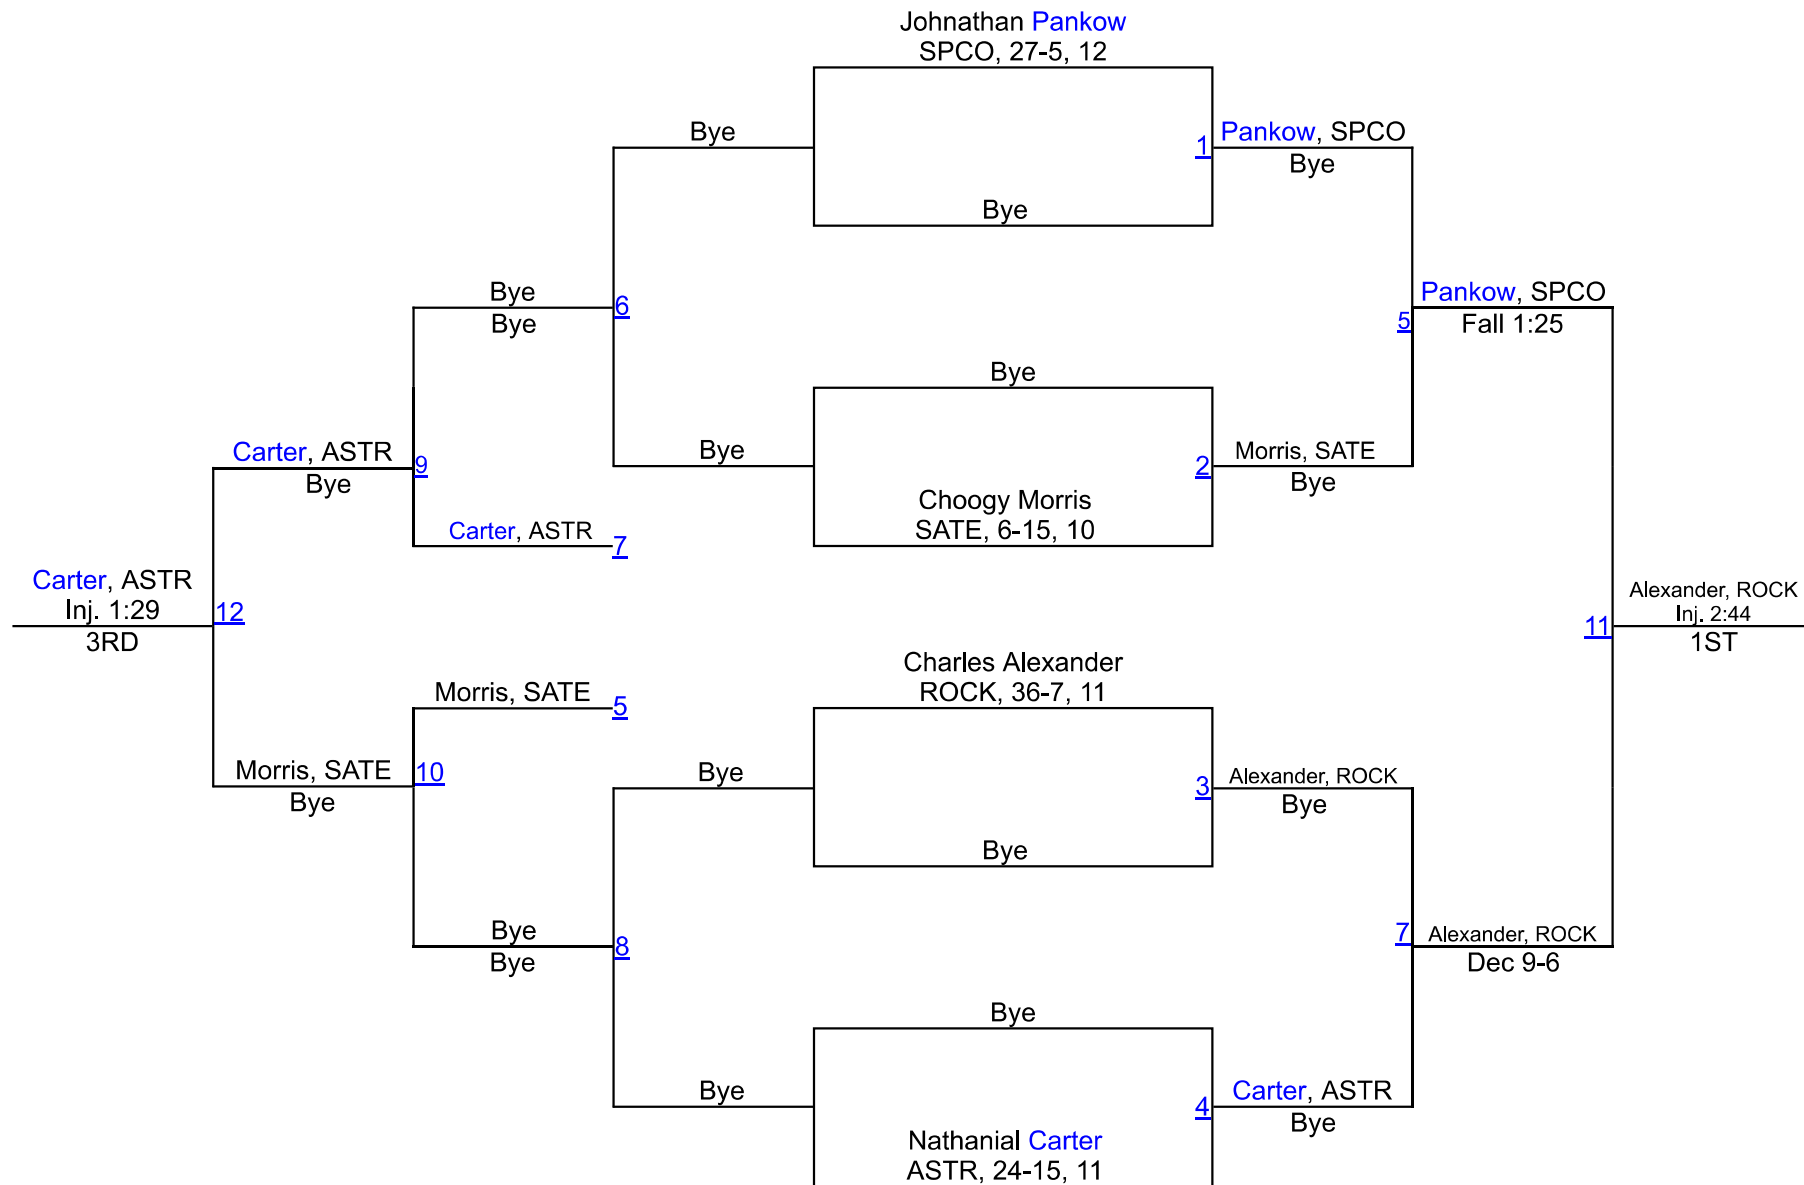 Johnathan Pankow
SPCO, 27-5, 12
Bye
1
Pankow, SPCO
Bye
Bye
Bye
Bye
6
Pankow, SPCO
Fall 1:25
5
Bye
Carter, ASTR
Bye
9
Bye
2
Morris, SATE
Bye
Choogy Morris
SATE, 6-15, 10
Carter, ASTR
7
Carter, ASTR
Inj. 1:29
3RD
12
Alexander, ROCK
Inj. 2:44
1ST
11
Charles Alexander
ROCK, 36-7, 11
Morris, SATE
5
Morris, SATE
Bye
10
Bye
3
Alexander, ROCK
Bye
Bye
Bye
Bye
8
7
Alexander, ROCK
Dec 9-6
Bye
Bye
4
Carter, ASTR
Bye
Nathanial Carter
ASTR, 24-15, 11